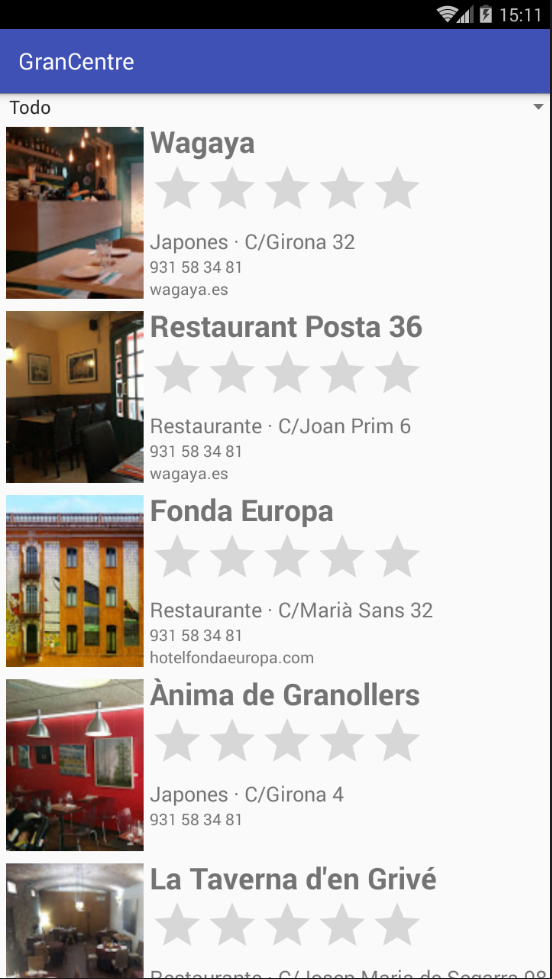 15:11
GranCentre
Todo
Wagaya
Japones · C/Girona 32
931 58 34 81
wagaya.es
Restaurant Posta 36
Restaurante · C/Joan Prim 6
931 58 34 81
wagaya.es
Fonda Europa
Restaurante · C/Marià Sans 32
931 58 34 81
hotelfondaeuropa.com
Ànima de Granollers
Japones · C/Girona 4
931 58 34 81
La Taverna d'en Grivé
Restaurante · C/Josep Maria de Segarra 98